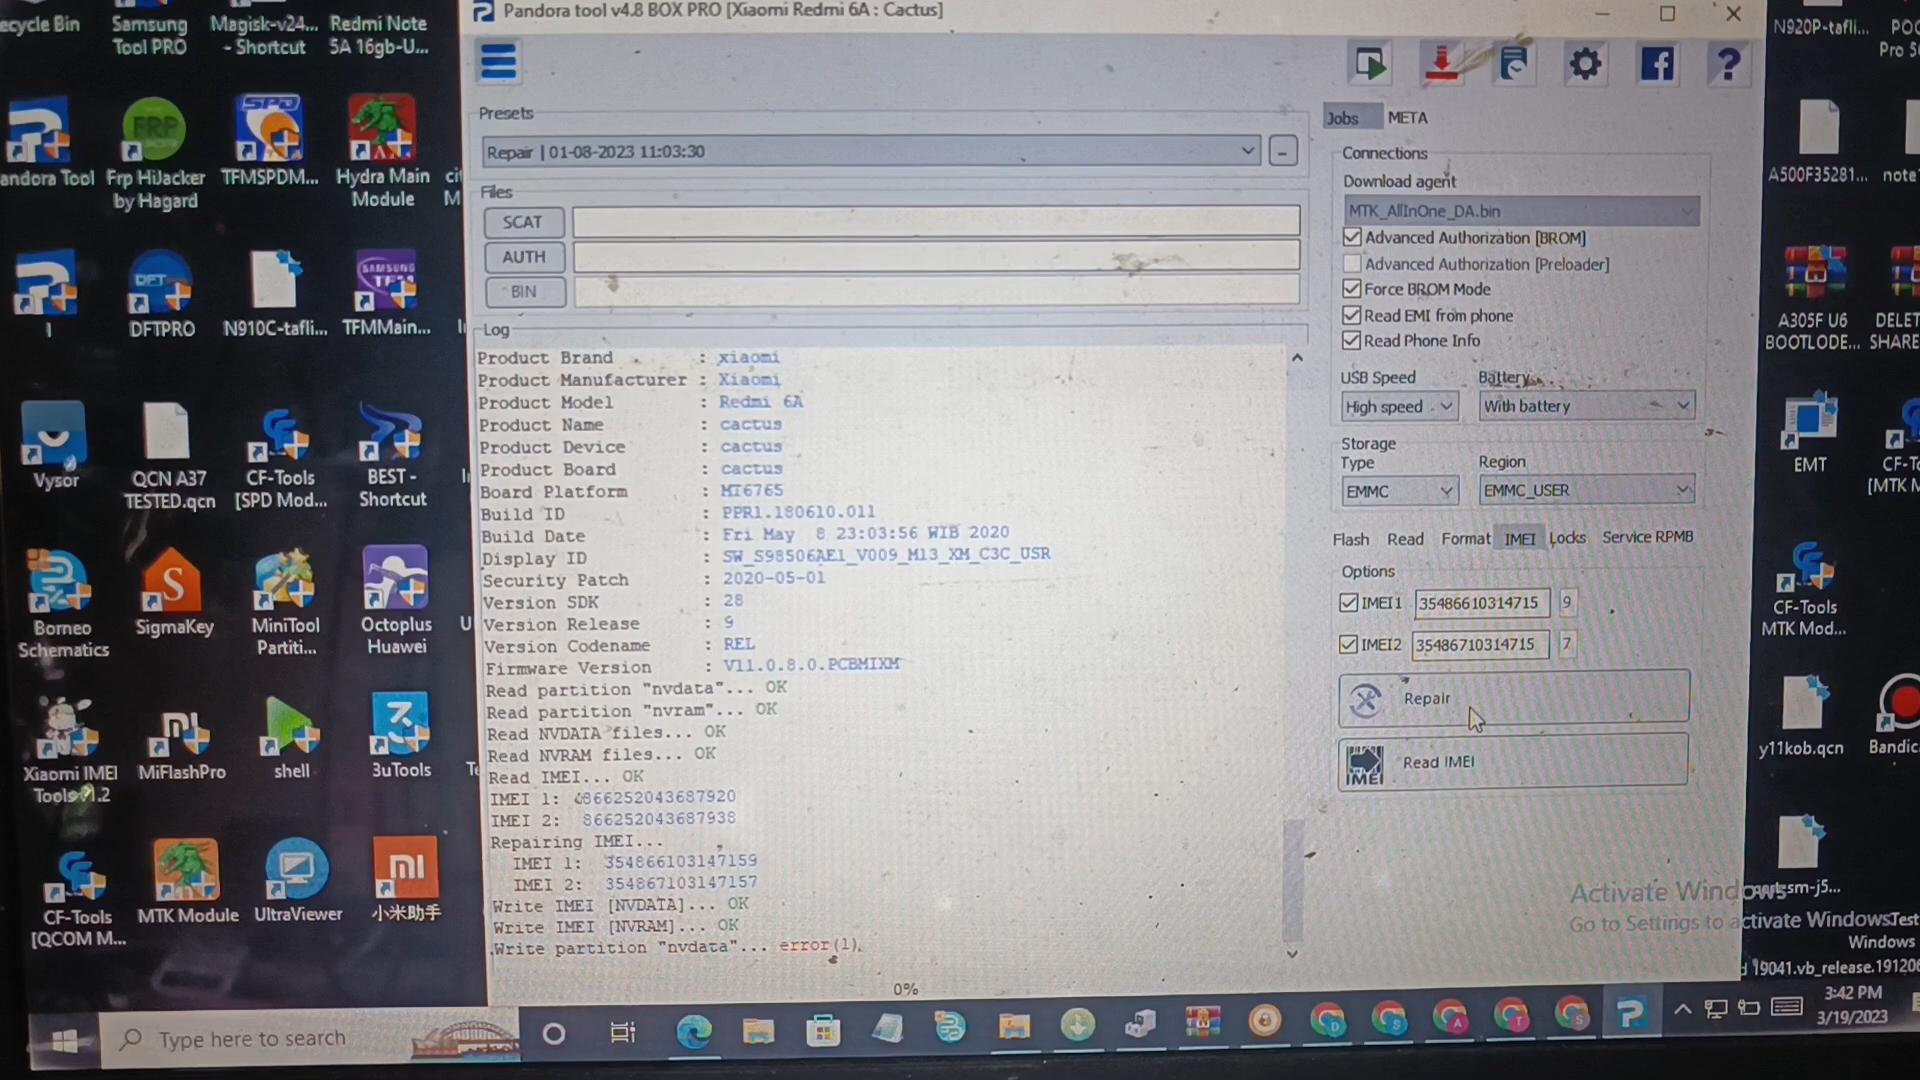 Pandora tool v4.8 BOX PRO [Xiaomi Redmi 6A : Cactus]
ecycle Bin
Samsung Tool PRO
Magisk-v24... - Shortcut
Redmi Note 5A 16gb-U...
andora Tool
Frp HiJacker by Hagard
TFMSPDM...
Hydra Main Module
DFTPRO
N910C-tafli...
TFMMain...
Vysor
QCN A37 TESTED.qcn
CF-Tools [SPD Mod...
BEST - Shortcut
Borneo Schematics
SigmaKey
MiniTool Partiti...
Octoplus Huawei
Xiaomi IMEI Tools v1.2
MiFlashPro
shell
3uTools
CF-Tools [QCOM M...
MTK Module
UltraViewer
小米助手
Presets
Repair | 01-08-2023 11:03:30
Files
SCAT
AUTH
BIN
Log
Product Brand : xiaomi
Product Manufacturer : Xiaomi
Product Model : Redmi 6A
Product Name : cactus
Product Device : cactus
Product Board : cactus
Board Platform : MT6765
Build ID : PPR1.180610.011
Build Date : Fri May 8 23:03:56 WIB 2020
Display ID : SW_S98506AE1_V009_M13_XM_C3C_USR
Security Patch : 2020-05-01
Version SDK : 28
Version Release : 9
Version Codename : REL
Firmware Version : V11.0.8.0.PCBMIXM
Read partition "nvdata"... OK
Read partition "nvram"... OK
Read NVDATA files... OK
Read NVRAM files... OK
Read IMEI... OK
IMEI 1: 866252043687920
IMEI 2: 866252043687938
Repairing IMEI...
IMEI 1: 354866103147159
IMEI 2: 354867103147157
Write IMEI [NVDATA]... OK
Write IMEI [NVRAM]... OK
Write partition "nvdata"... error(1)
0%
Jobs META
Connections
Download agent
MTK_AllInOne_DA.bin
Advanced Authorization [BROM]
Advanced Authorization [Preloader]
Force BROM Mode
Read EMI from phone
Read Phone Info
USB Speed Battery
High speed With battery
Storage
Type Region
EMMC EMMC_USER
Flash Read Format IMEI Locks Service RPMB
Options
IMEI1 35486610314715 9
IMEI2 35486710314715 7
Repair
Read IMEI
IMEI
N920P-tafli...
A500F35281...
A305F U6 BOOTLODE...
DELET SHARE
EMT
CF-Tools MTK Mod...
y11kob.qcn
Bandic
Activate Windows
Go to Settings to activate Windows
Test
Windows
19041.vb_release.19120
Type here to search
3:42 PM
3/19/2023